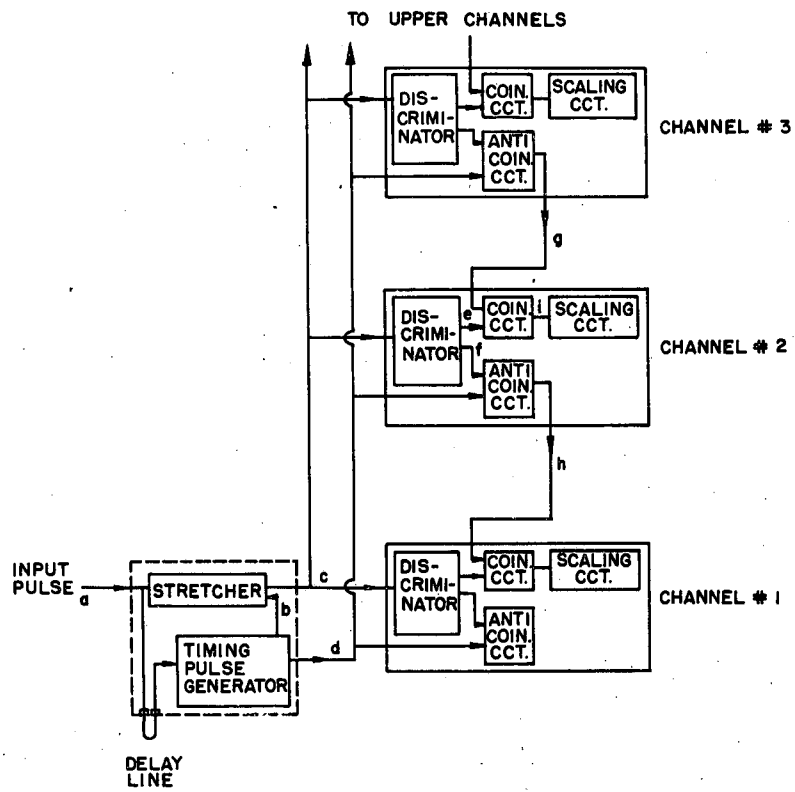 TO UPPER CHANNELS
DIS-
CRIMI-
NATOR
COIN.
CCT.
SCALING
CCT.
ANTI
COIN.
CCT.
CHANNEL # 3
g
DIS-
CRIMI-
NATOR
e
f
COIN.
CCT.
i
SCALING
CCT.
ANTI
COIN.
CCT.
CHANNEL # 2
h
INPUT
PULSE
a
STRETCHER
b
c
TIMING
PULSE
GENERATOR
d
DELAY
LINE
DIS-
CRIMI-
NATOR
COIN.
CCT.
SCALING
CCT.
ANTI
COIN.
CCT.
CHANNEL # 1